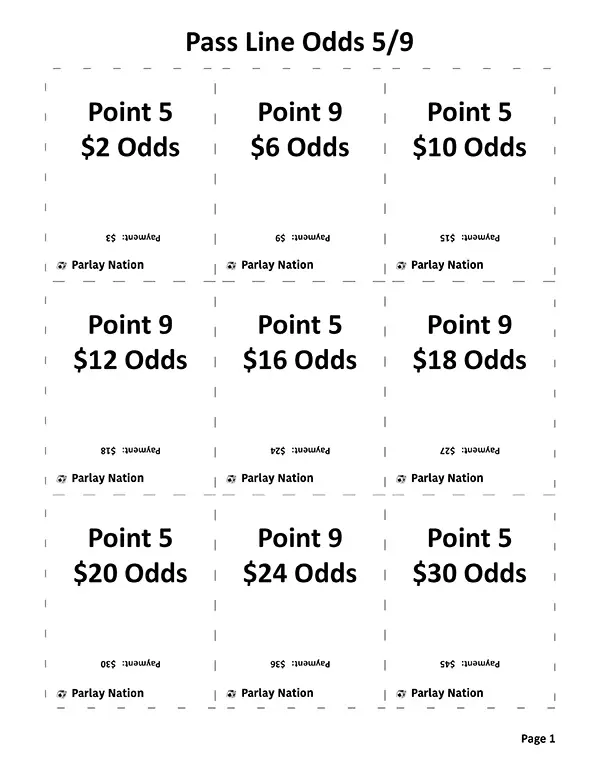 Pass Line Odds 5/9
Point 5
$2 Odds
Payment: $3
Parlay Nation
Point 9
$6 Odds
Payment: $9
Parlay Nation
Point 5
$10 Odds
Payment: $15
Parlay Nation
Point 9
$12 Odds
Payment: $18
Parlay Nation
Point 5
$16 Odds
Payment: $24
Parlay Nation
Point 9
$18 Odds
Payment: $27
Parlay Nation
Point 5
$20 Odds
Payment: $30
Parlay Nation
Point 9
$24 Odds
Payment: $36
Parlay Nation
Point 5
$30 Odds
Payment: $45
Parlay Nation
Page 1